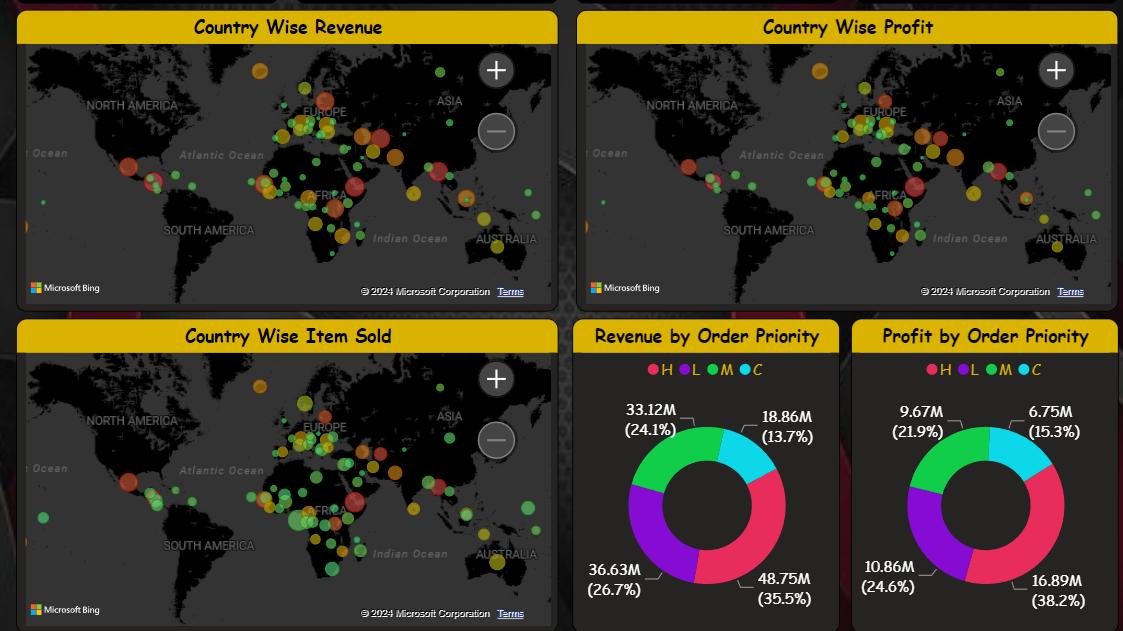 Country Wise Revenue
NORTH AMERICA
EUROPE
ASIA
Ocean
Atlantic Ocean
AFRICA
SOUTH AMERICA
Indian Ocean
AUSTRALIA
Microsoft Bing
© 2024 Microsoft Corporation Terms
Country Wise Profit
NORTH AMERICA
EUROPE
ASIA
Ocean
Atlantic Ocean
AFRICA
SOUTH AMERICA
Indian Ocean
AUSTRALIA
Microsoft Bing
© 2024 Microsoft Corporation Terms
Country Wise Item Sold
NORTH AMERICA
EUROPE
ASIA
Ocean
Atlantic Ocean
AFRICA
SOUTH AMERICA
Indian Ocean
AUSTRALIA
Microsoft Bing
© 2024 Microsoft Corporation Terms
Revenue by Order Priority
H L M C
33.12M
(24.1%)
18.86M
(13.7%)
36.63M
(26.7%)
48.75M
(35.5%)
Profit by Order Priority
H L M C
9.67M
(21.9%)
6.75M
(15.3%)
10.86M
(24.6%)
16.89M
(38.2%)